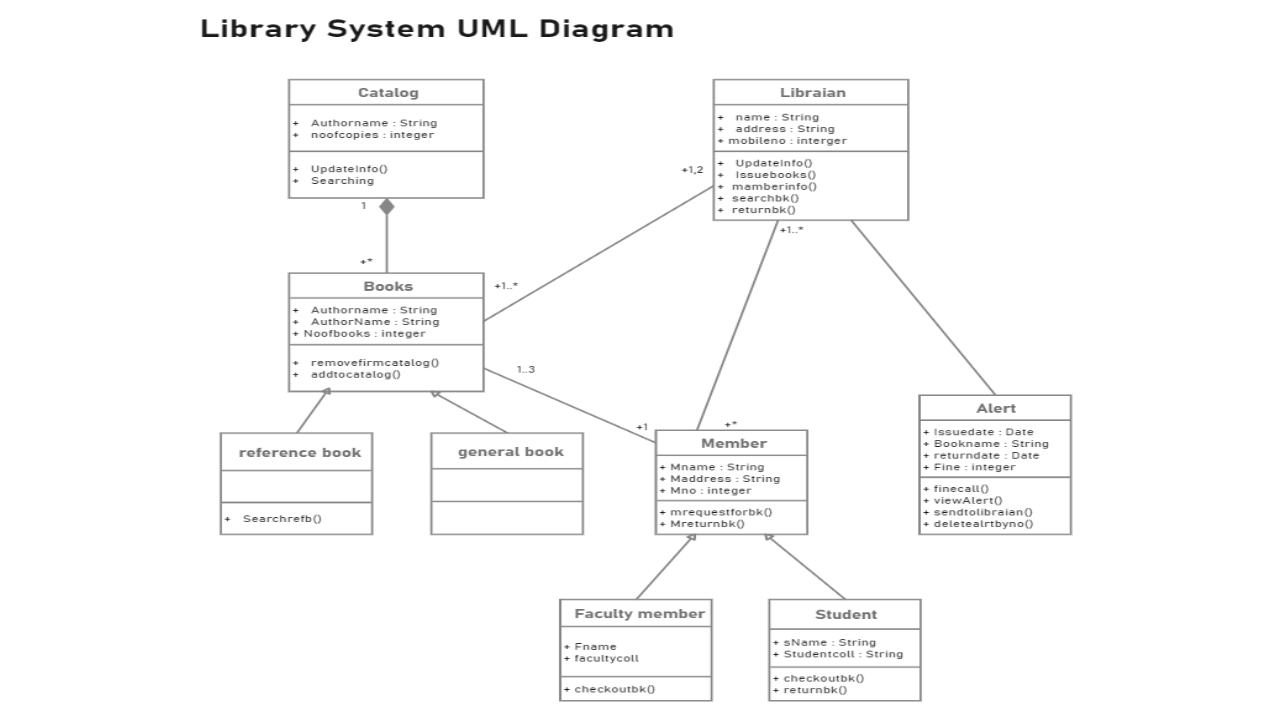 Library System UML Diagram
Catalog
+ Authorname : String
+ noofcopies : integer
+ UpdateInfo()
+ Searching
1
+*
Libraian
+ name : String
+ address : String
+ mobileno : interger
+ UpdateInfo()
+ Issuebooks()
+ mamberinfo()
+ searchbk()
+ returnbk()
+1,2
+1..*
+1..*
Books
+ Authorname : String
+ AuthorName : String
+ Noofbooks : integer
+ removefirmcatalog()
+ addtocatalog()
1..3
+1
+*
reference book
+ Searchrefb()
general book
Member
+ Mname : String
+ Maddress : String
+ Mno : integer
+ mrequestforbk()
+ Mreturnbk()
Alert
+ Issuedate : Date
+ Bookname : String
+ returndate : Date
+ Fine : integer
+ finecall()
+ viewAlert()
+ sendtolibraian()
+ deletealrtbyno()
Faculty member
+ Fname
+ facultycoll
+ checkoutbk()
Student
+ sName : String
+ Studentcoll : String
+ checkoutbk()
+ returnbk()